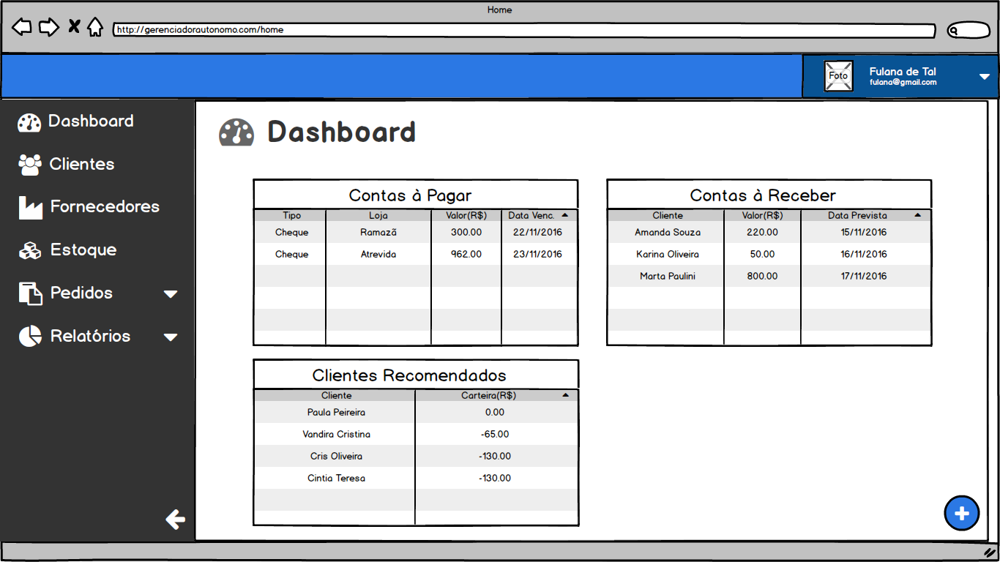 Home
http://gerenciadorautonomo.com/home
Foto
Fulana de Tal
fulana@gmail.com
Dashboard
Clientes
Fornecedores
Estoque
Pedidos
Relatórios
Dashboard
Contas à Pagar
Tipo Loja Valor(R$) Data Venc.
Cheque Ramazã 300.00 22/11/2016
Cheque Atrevida 962.00 23/11/2016
Contas à Receber
Cliente Valor(R$) Data Prevista
Amanda Souza 220.00 15/11/2016
Karina Oliveira 50.00 16/11/2016
Marta Paulini 800.00 17/11/2016
Clientes Recomendados
Cliente Carteira(R$)
Paula Peireira 0.00
Vandira Cristina -65.00
Cris Oliveira -130.00
Cintia Teresa -130.00